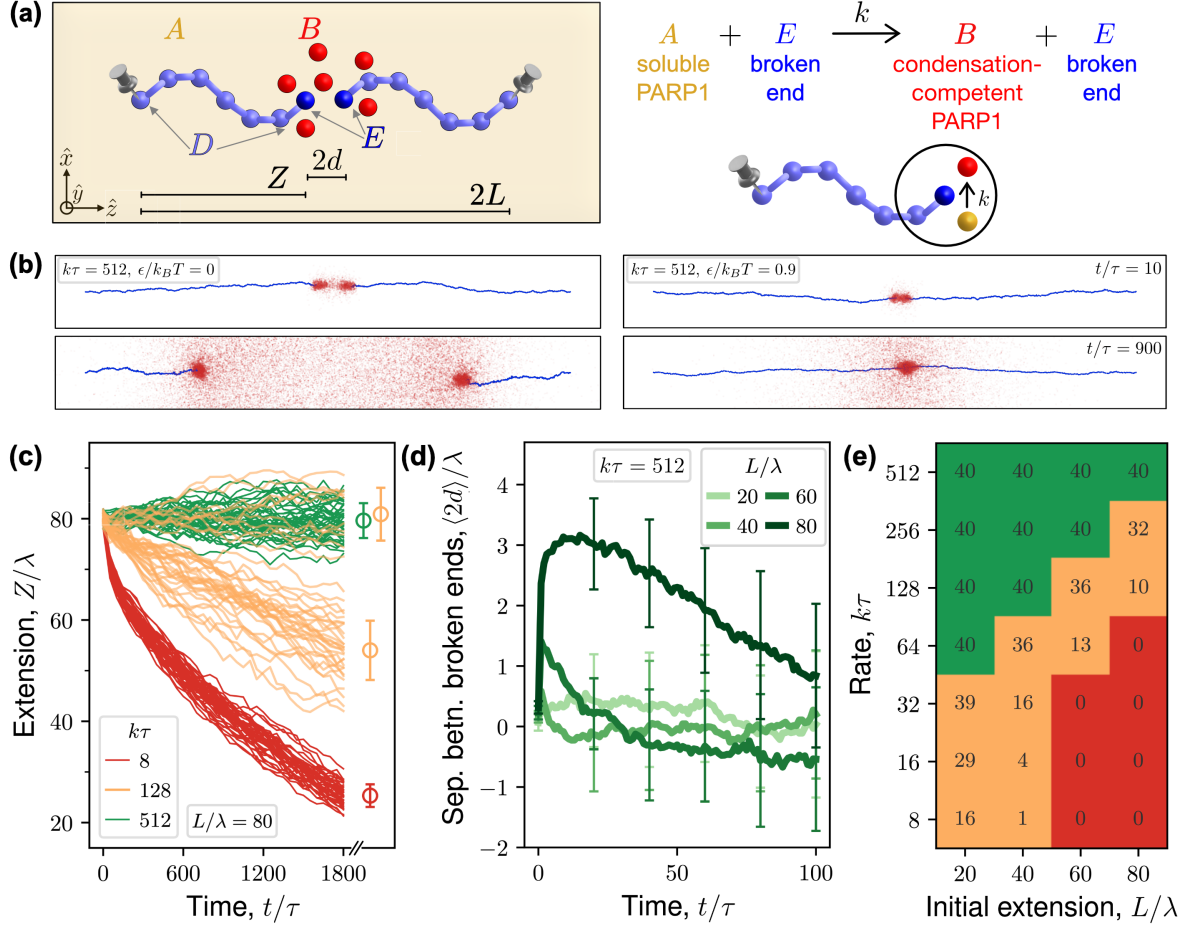 (a)
A
B
D
E
Z
2d
2L
x̂
ŷ
ẑ
A + E k B + E
soluble PARP1
broken end
condensation-competent PARP1
broken end
k
(b)
kτ = 512, ϵ/k_BT = 0
kτ = 512, ϵ/k_BT = 0.9
t/τ = 10
t/τ = 900
(c)
Extension, Z/λ
80
60
40
20
kτ
8
128
512
L/λ = 80
0 600 1200 1800
Time, t/τ
(d)
Sep. betn. broken ends, ⟨2d⟩/λ
4
3
2
1
0
−1
−2
kτ = 512
L/λ
20 60
40 80
0 50 100
Time, t/τ
(e)
Rate, kτ
512 40 40 40 40
256 40 40 40 32
128 40 40 36 10
64 40 36 13 0
32 39 16 0 0
16 29 4 0 0
8 16 1 0 0
20 40 60 80
Initial extension, L/λ